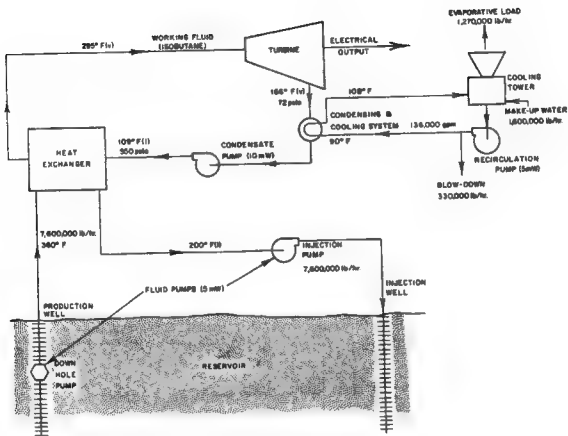 EVAPORATIVE LOAD
1,270,000 lb/hr.
295° F(v)
WORKING FLUID
(ISOBUTANE)
TURBINE
ELECTRICAL
OUTPUT
COOLING
TOWER
166° F(v)
72 psia
108° F
MAKE-UP WATER
1,600,000 lb/hr.
CONDENSING &
COOLING SYSTEM
136,000 gpm
90° F
HEAT
EXCHANGER
109° F(l)
550 psia
CONDENSATE
PUMP (10 mW)
RECIRCULATION
PUMP (5mW)
BLOW-DOWN
330,000 lb/hr.
7,600,000 lb/hr.
360° F
200° F(l)
INJECTION
PUMP
7,600,000 lb/hr.
FLUID PUMPS (5 mW)
INJECTION
WELL
PRODUCTION
WELL
RESERVOIR
DOWN
HOLE
PUMP